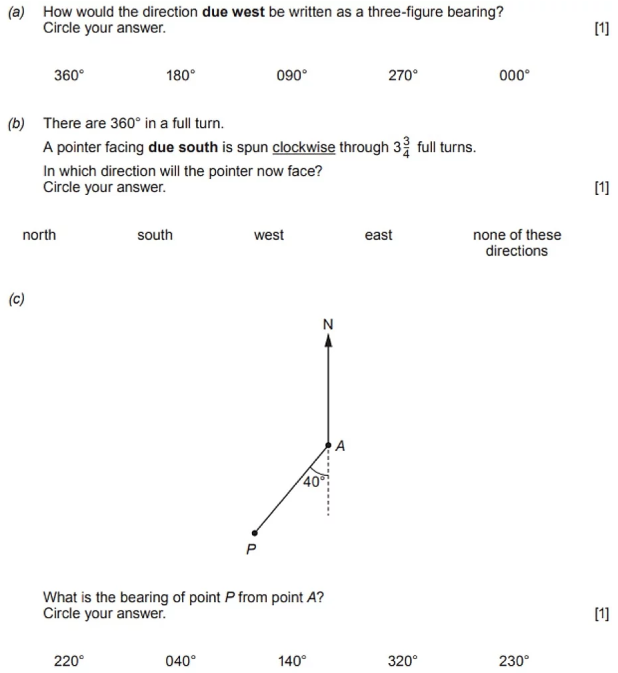 (a) How would the direction due west be written as a three-figure bearing?
Circle your answer. [1]
360° 180° 090° 270° 000°
(b) There are 360° in a full turn.
A pointer facing due south is spun clockwise through 3 3/4 full turns.
In which direction will the pointer now face?
Circle your answer. [1]
north south west east none of these
directions
(c)
N
A
40°
P
What is the bearing of point P from point A?
Circle your answer. [1]
220° 040° 140° 320° 230°